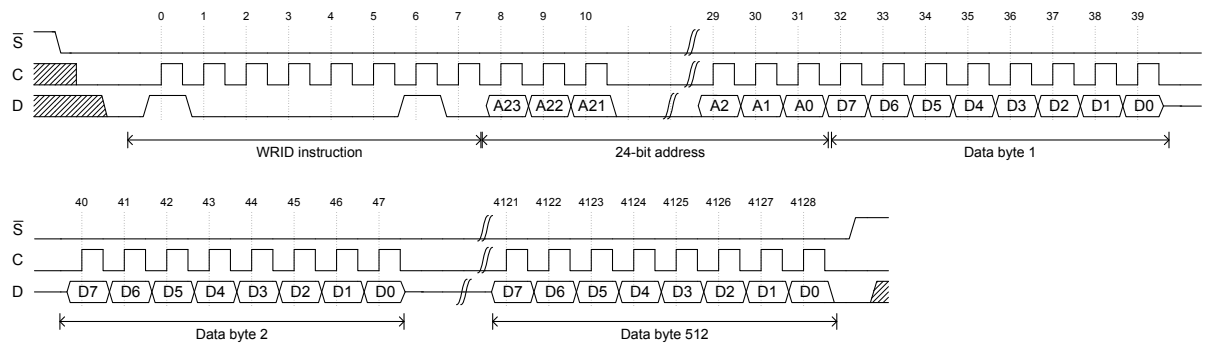 0 1 2 3 4 5 6 7 8 9 10 29 30 31 32 33 34 35 36 37 38 39
S̅
C
D A23 A22 A21 A2 A1 A0 D7 D6 D5 D4 D3 D2 D1 D0
WRID instruction 24-bit address Data byte 1
40 41 42 43 44 45 46 47 4121 4122 4123 4124 4125 4126 4127 4128
S̅
C
D D7 D6 D5 D4 D3 D2 D1 D0 D7 D6 D5 D4 D3 D2 D1 D0
Data byte 2 Data byte 512